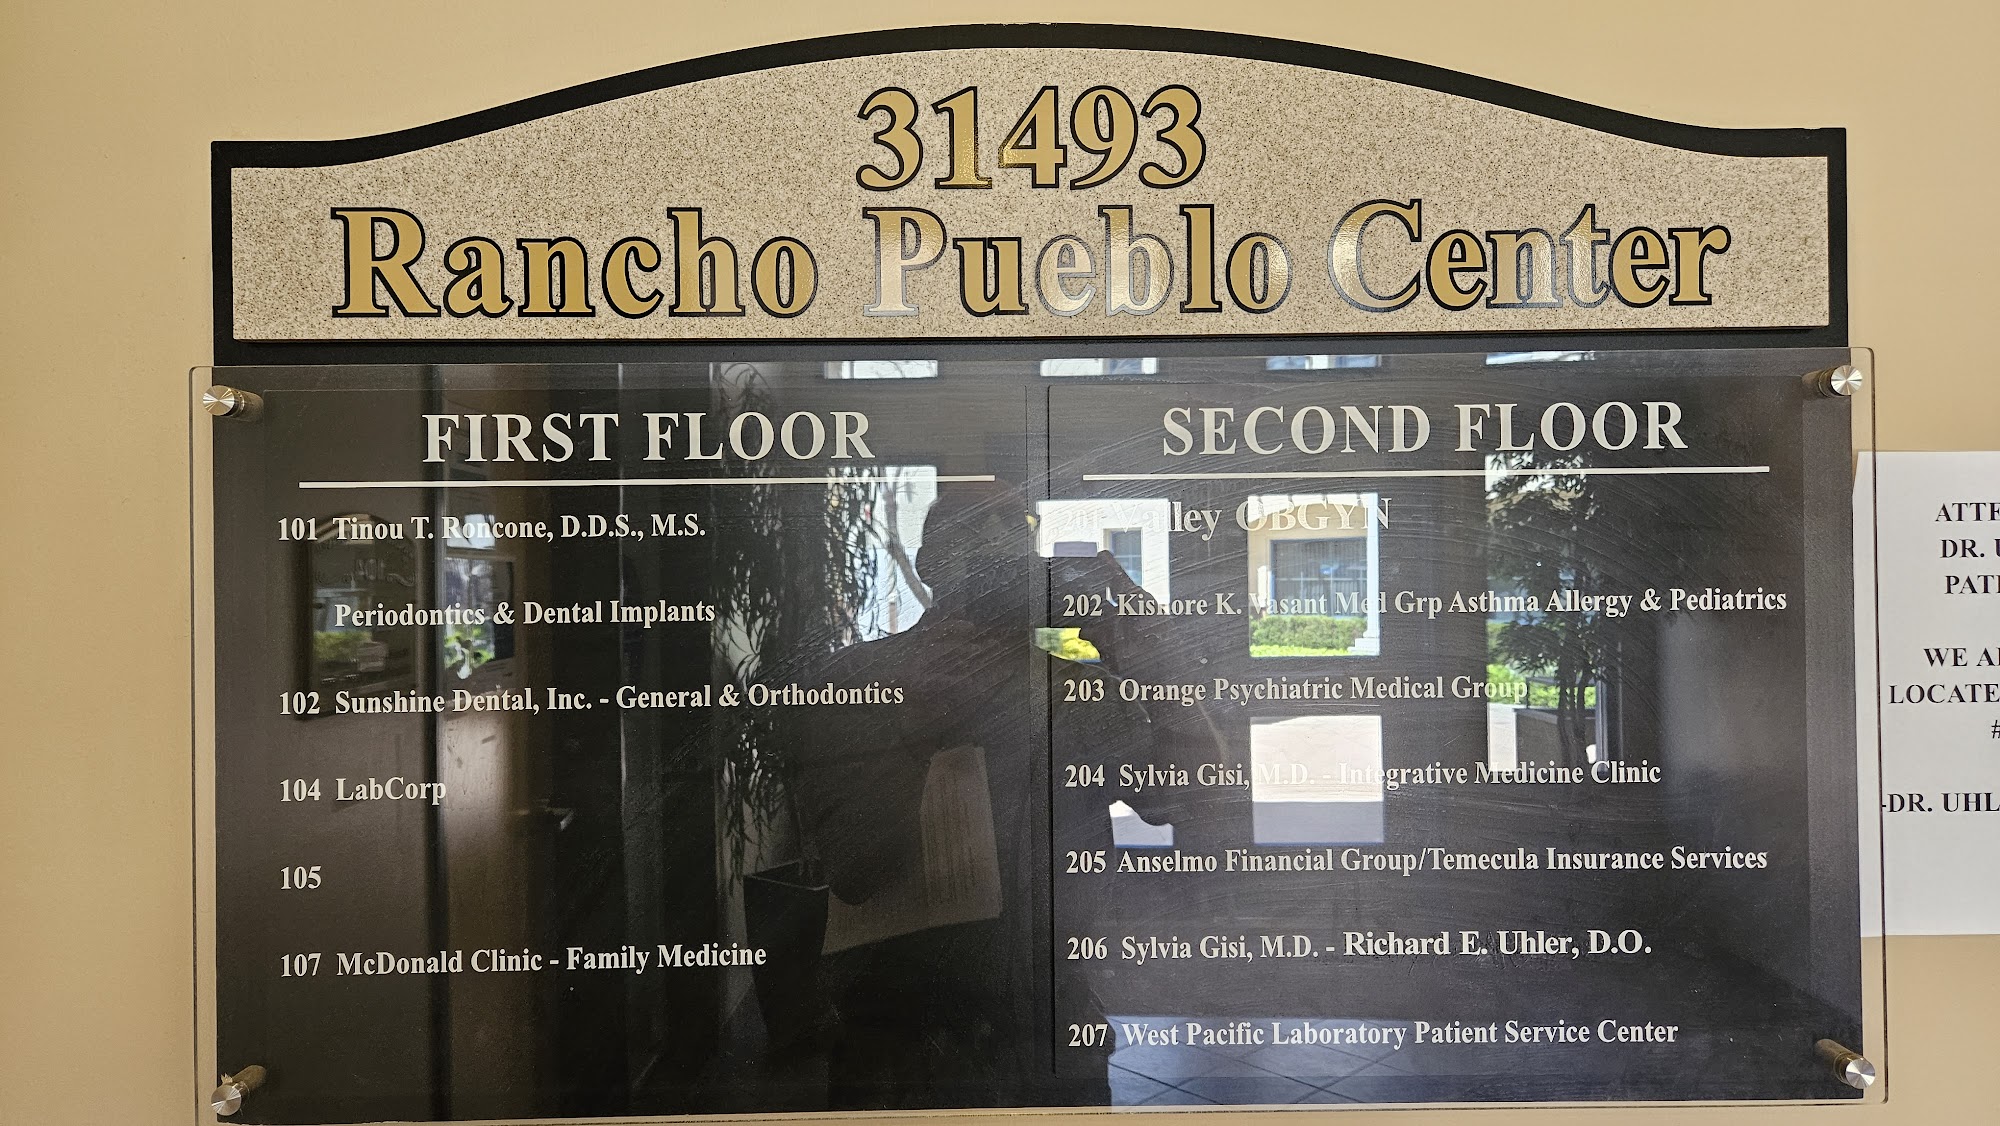 31493
Rancho Pueblo Center
FIRST FLOOR
101 Tinou T. Roncone, D.D.S., M.S.
Periodontics & Dental Implants
102 Sunshine Dental, Inc. - General & Orthodontics
104 LabCorp
105
107 McDonald Clinic - Family Medicine
SECOND FLOOR
Valley OBGYN
202 Kishore K. Vasant Med Grp Asthma Allergy & Pediatrics
203 Orange Psychiatric Medical Group
204 Sylvia Gisi, M.D. - Integrative Medicine Clinic
205 Anselmo Financial Group/Temecula Insurance Services
206 Sylvia Gisi, M.D. - Richard E. Uhler, D.O.
207 West Pacific Laboratory Patient Service Center
DR.
WE
#
-DR.